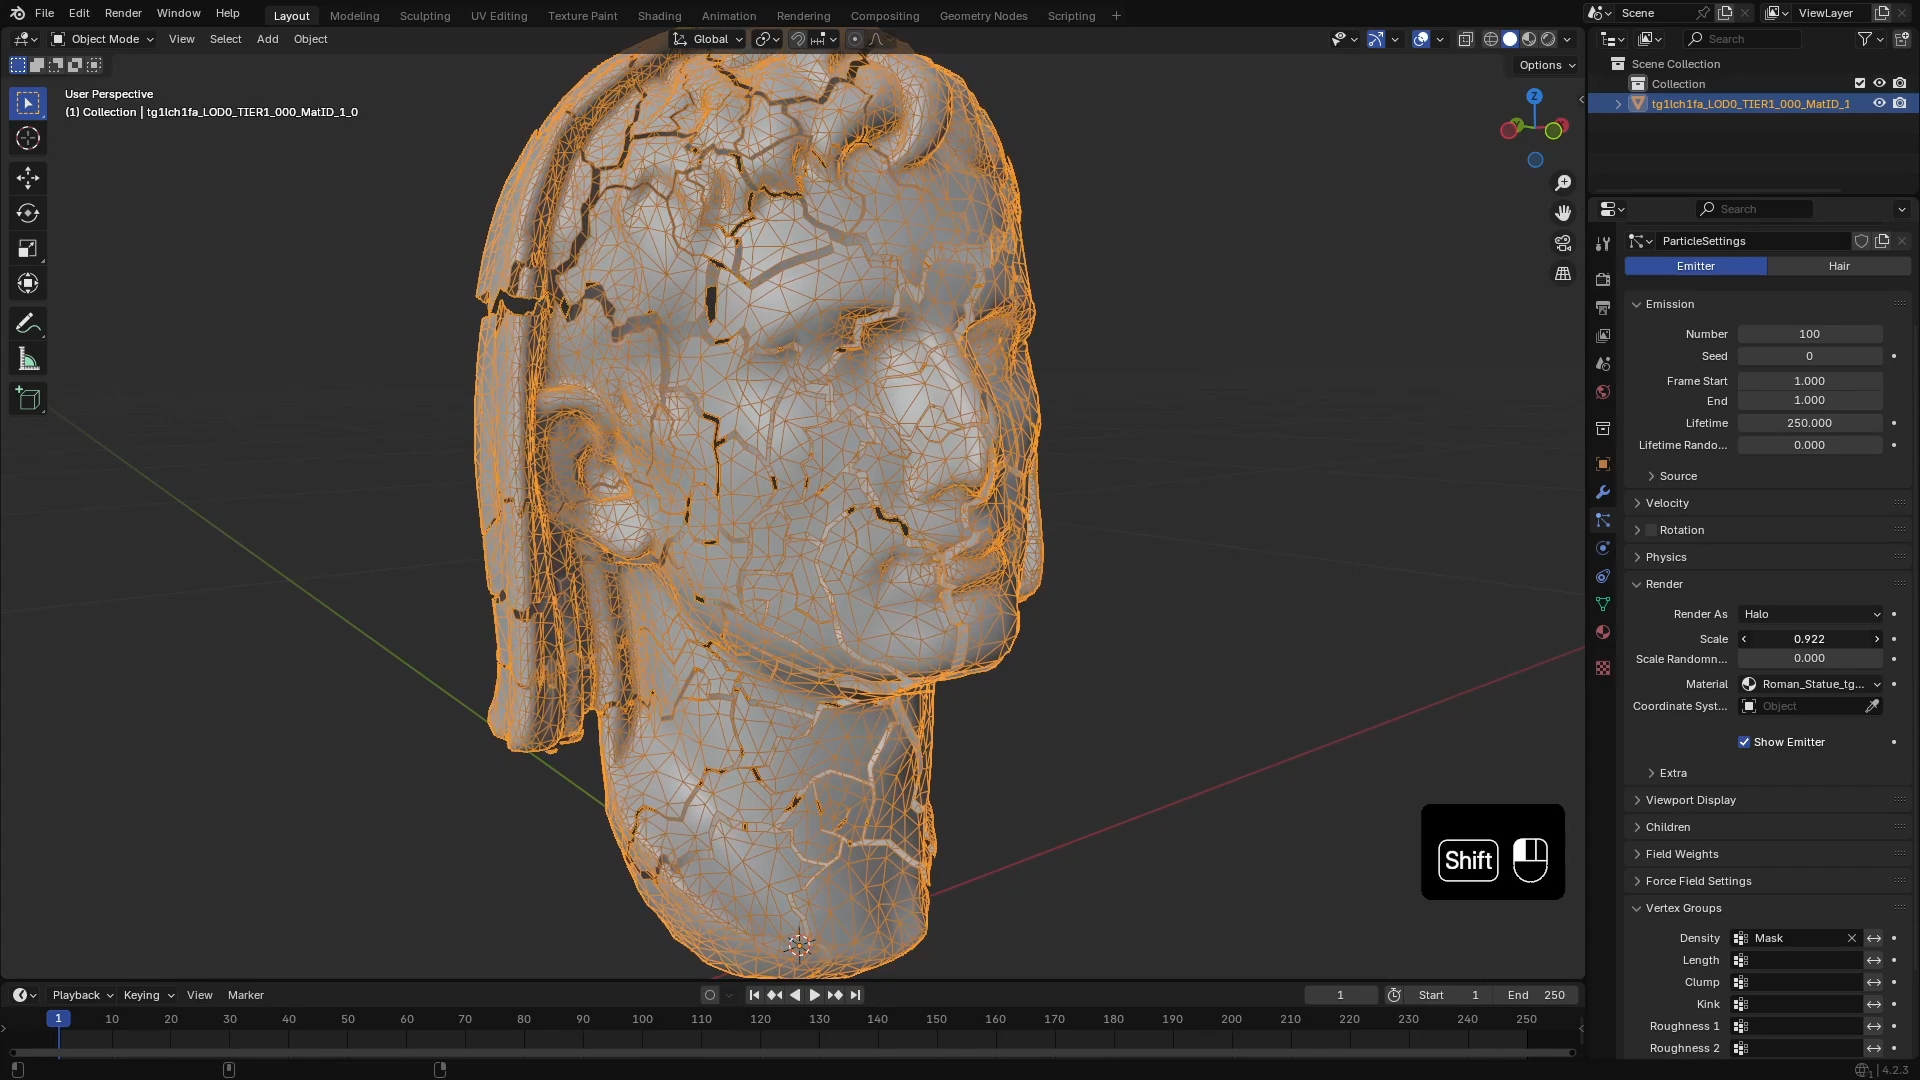 File Edit Render Window Help Layout Modeling Sculpting UV Editing Texture Paint Shading Animation Rendering Compositing Geometry Nodes Scripting + Scene ViewLayer
Object Mode View Select Add Object Global Search
Options
Scene Collection
Collection
tg1lch1fa_LOD0_TIER1_000_MatID_1
User Perspective
(1) Collection | tg1lch1fa_LOD0_TIER1_000_MatID_1_0
Z
Search
ParticleSettings
Emitter Hair
Emission
Number 100
Seed 0
Frame Start 1.000
End 1.000
Lifetime 250.000
Lifetime Rando... 0.000
Source
Velocity
Rotation
Physics
Render
Render As Halo
Scale 0.922
Scale Randomn... 0.000
Material Roman_Statue_tg...
Coordinate Syst... Object
Show Emitter
Extra
Viewport Display
Children
Field Weights
Force Field Settings
Vertex Groups
Density Mask
Length
Clump
Kink
Roughness 1
Roughness 2
Shift
Playback Keying View Marker 1 Start 1 End 250
1 10 20 30 40 50 60 70 80 90 100 110 120 130 140 150 160 170 180 190 200 210 220 230 240 250
4.2.3